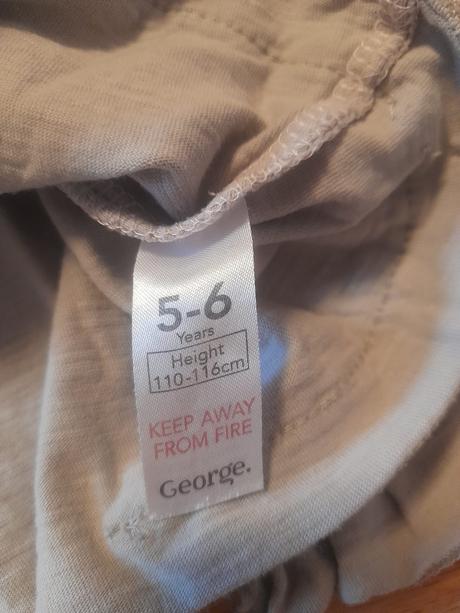 5-6
Years
Height
110-116cm
KEEP AWAY
FROM FIRE
George.